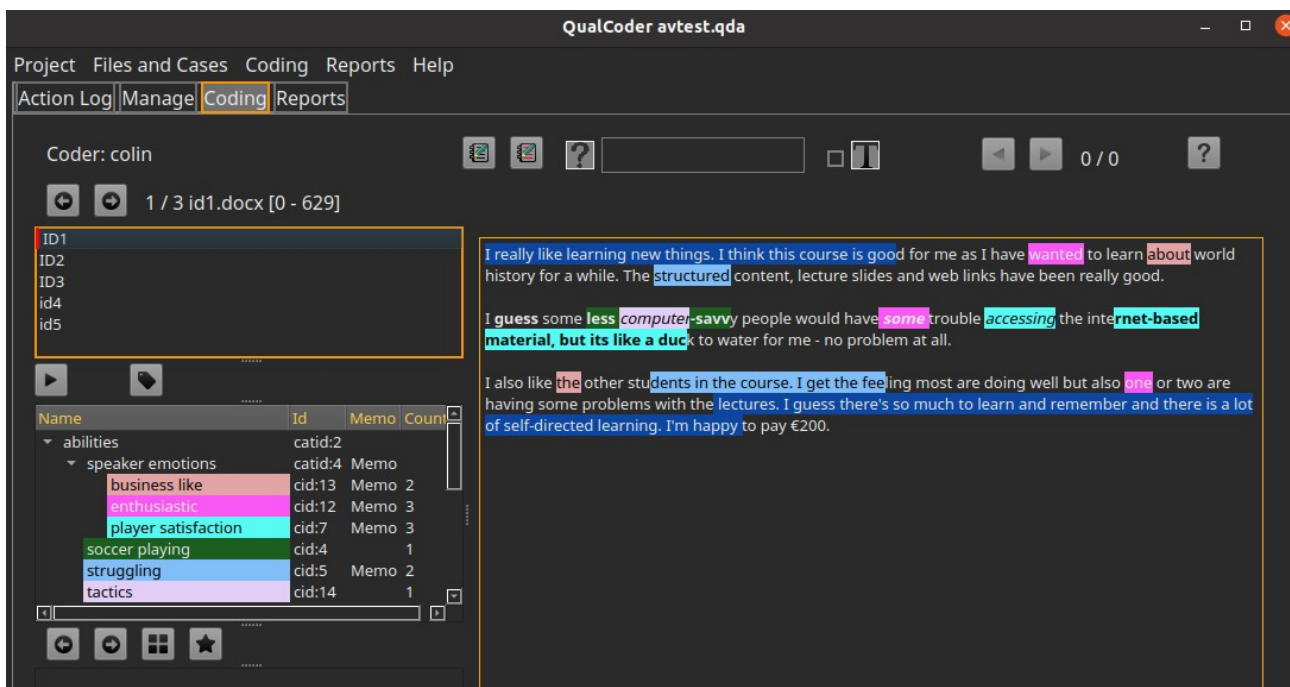 QualCoder avtest.qda
Project Files and Cases Coding Reports Help
Action Log Manage Coding Reports
Coder: colin
0 / 0
1 / 3 id1.docx [0 - 629]
ID1
ID2
ID3
id4
id5
Name Id Memo Count
abilities catid:2
speaker emotions catid:4 Memo
business like cid:13 Memo 2
enthusiastic cid:12 Memo 3
player satisfaction cid:7 Memo 3
soccer playing cid:4 1
struggling cid:5 Memo 2
tactics cid:14 1
I really like learning new things. I think this course is good for me as I have wanted to learn about world
history for a while. The structured content, lecture slides and web links have been really good.
I guess some less computer-savvy people would have some trouble accessing the internet-based
material, but its like a duck to water for me - no problem at all.
I also like the other students in the course. I get the feeling most are doing well but also one or two are
having some problems with the lectures. I guess there's so much to learn and remember and there is a lot
of self-directed learning. I'm happy to pay €200.